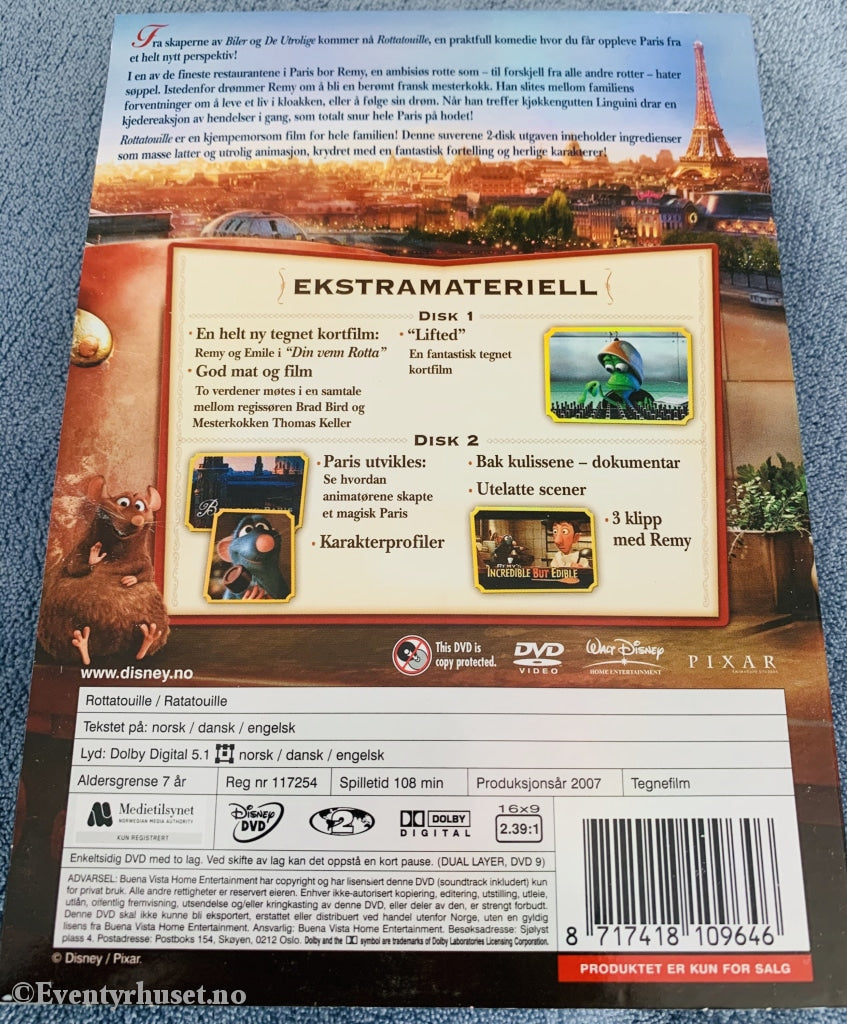 Fra skaperne av Biler og De Utrolige kommer nå Rottatouille, en praktfull komedie hvor du får oppleve Paris fra
et helt nytt perspektiv!
I en av de fineste restaurantene i Paris bor Remy, en ambisiøs rotte som – til forskjell fra alle andre rotter – hater
søppel. Istedenfor drømmer Remy om å bli en berømt fransk mesterkokk. Han slites mellom familiens
forventninger om å leve et liv i kloakken, eller å følge sin drøm. Når han treffer kjøkkengutten Linguini drar en
kjedereaksjon av hendelser i gang, som totalt snur hele Paris på hodet!
Rottatouille er en kjempemorsom film for hele familien! Denne suverene 2-disk utgaven inneholder ingredienser
som masse latter og utrolig animasjon, krydret med en fantastisk fortelling og herlige karakterer!
EKSTRAMATERIELL
DISK 1
• En helt ny tegnet kortfilm:
Remy og Emile i "Din venn Rotta"
• God mat og film
To verdener møtes i en samtale
mellom regissøren Brad Bird og
Mesterkokken Thomas Keller
• "Lifted"
En fantastisk tegnet
kortfilm
DISK 2
• Paris utvikles:
Se hvordan
animatørene skapte
et magisk Paris
• Karakterprofiler
• Bak kulissene – dokumentar
• Utelatte scener
• 3 klipp
med Remy
REMY'S
INCREDIBLE BUT EDIBLE
www.disney.no
This DVD is
copy protected.
DVD
VIDEO
WALT DISNEY
HOME ENTERTAINMENT
PIXAR
ANIMATION STUDIOS
Rottatouille / Ratatouille
Tekstet på: norsk / dansk / engelsk
Lyd: Dolby Digital 5.1 norsk / dansk / engelsk
Aldersgrense 7 år
Reg nr 117254
Spilletid 108 min
Produksjonsår 2007
Tegnefilm
Medietilsynet
NORWEGIAN MEDIA AUTHORITY
KUN REGISTRERT
Disney
DVD
2
DOLBY
DIGITAL
16x9
2.39:1
Enkeltsidig DVD med to lag. Ved skifte av lag kan det oppstå en kort pause. (DUAL LAYER, DVD 9)
ADVARSEL: Buena Vista Home Entertainment har copyright og har lisensiert denne DVD (soundtrack inkludert) kun
for privat bruk. Alle andre rettigheter er reservert eieren. Enhver ikke-autorisert kopiering, editering, utstilling, utleie,
utlån, offentlig fremvisning, utsendelse og/eller kringkasting av denne DVD, eller deler av den, er strengt forbudt.
Denne DVD skal ikke kunne bli eksportert, erstattet eller distribuert ved handel utenfor Norge, uten en gyldig
lisens fra Buena Vista Home Entertainment. Ansvarlig: Buena Vista Home Entertainment. Besøksadresse: Sjølyst
plass 4. Postadresse: Postboks 154, Skøyen, 0212 Oslo. Dolby and the DD symbol are trademarks of Dolby Laboratories Licensing Corporation.
8 717418 109646
© Disney / Pixar.
PRODUKTET ER KUN FOR SALG
©Eventyrhuset.no